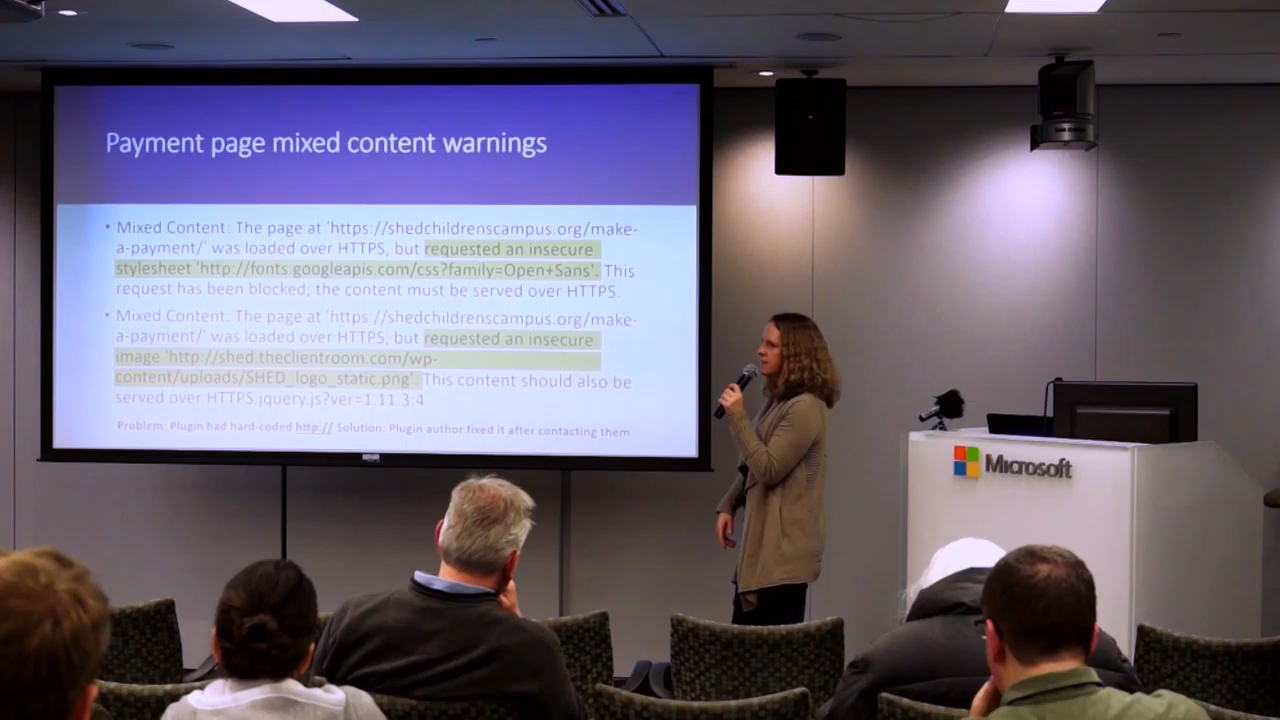 Payment page mixed content warnings
• Mixed Content: The page at 'https://shedchildrenscampus.org/make-
a-payment/' was loaded over HTTPS, but requested an insecure
stylesheet 'http://fonts.googleapis.com/css?family=Open+Sans'. This
request has been blocked; the content must be served over HTTPS.
• Mixed Content: The page at 'https://shedchildrenscampus.org/make-
a-payment/' was loaded over HTTPS, but requested an insecure
image 'http://shed.theclientroom.com/wp-
content/uploads/SHED_logo_static.png'. This content should also be
served over HTTPS.jquery.js?ver=1.11.3:4
Problem: Plugin had hard-coded http:// Solution: Plugin author fixed it after contacting them
Microsoft